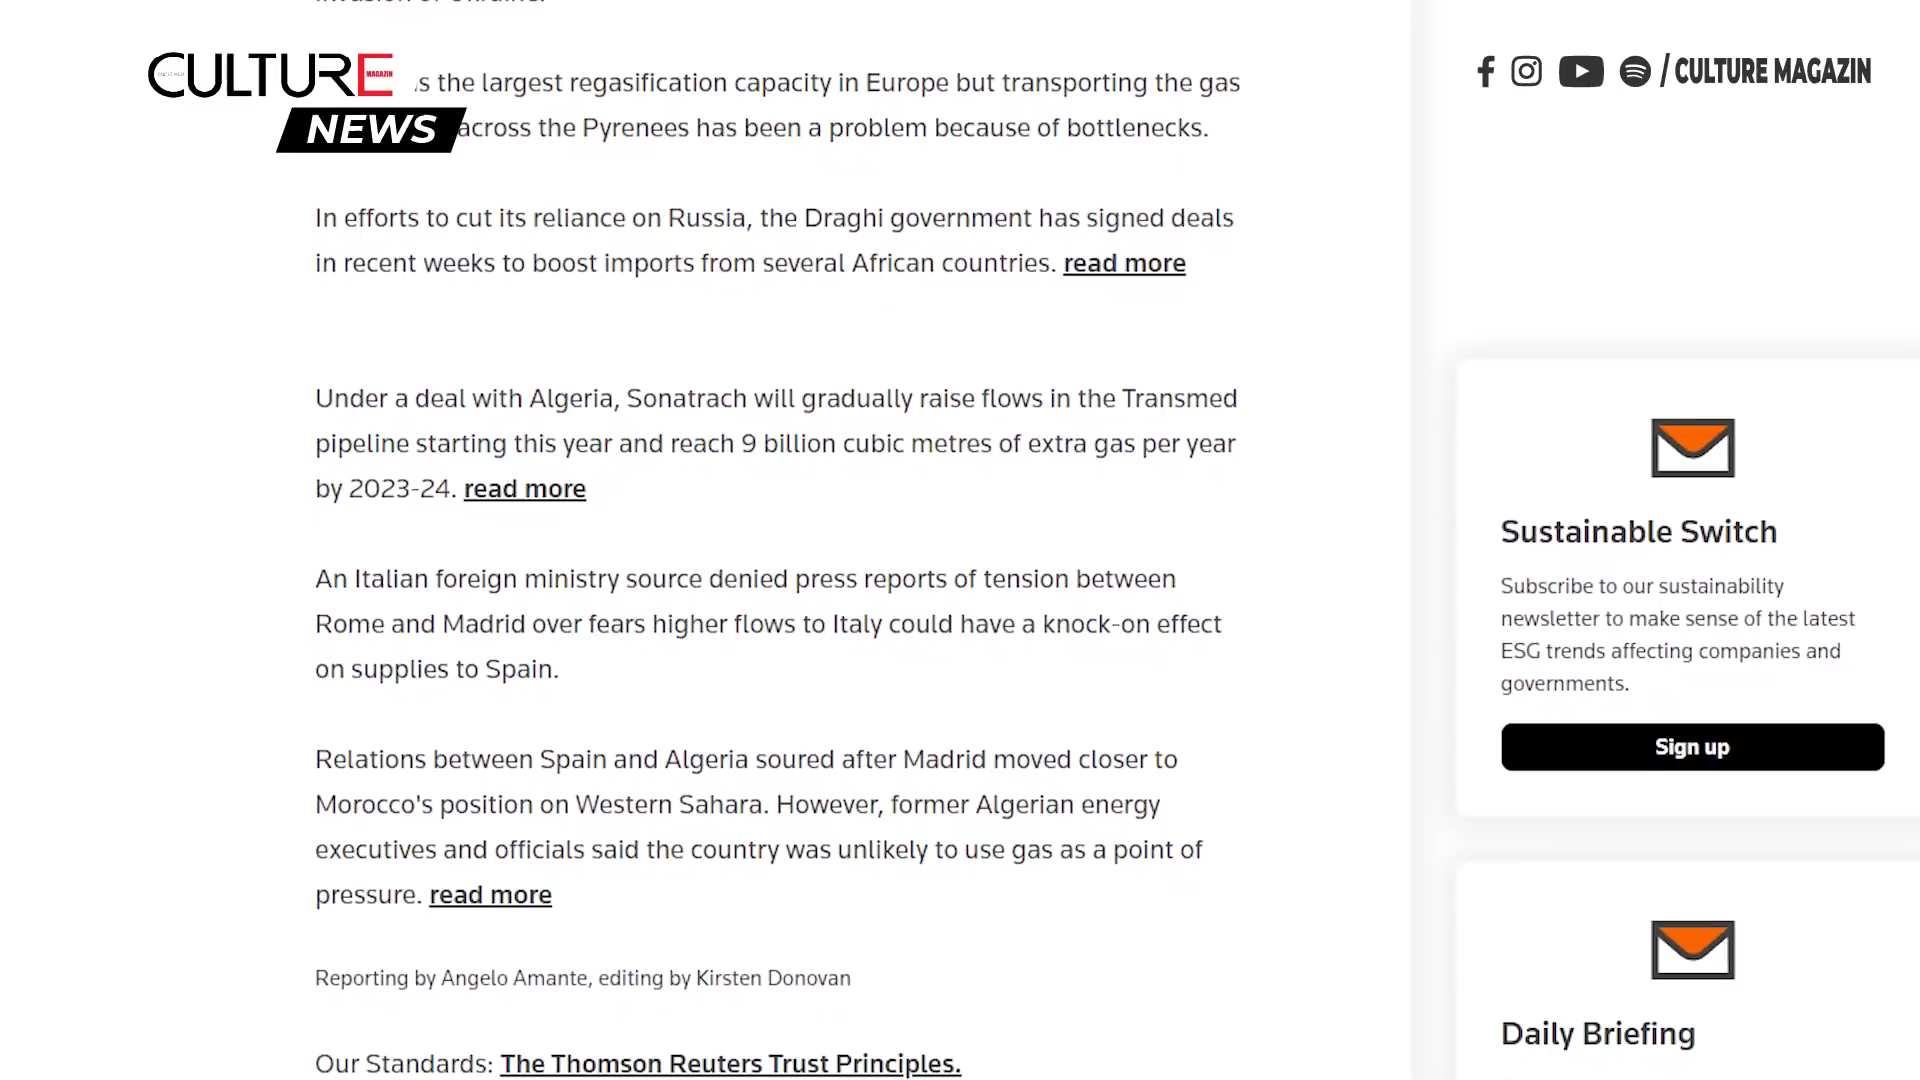 CULTURE
MAGAZIN
NEWS
/ CULTURE MAGAZIN
the largest regasification capacity in Europe but transporting the gas
across the Pyrenees has been a problem because of bottlenecks.
In efforts to cut its reliance on Russia, the Draghi government has signed deals
in recent weeks to boost imports from several African countries. read more
Under a deal with Algeria, Sonatrach will gradually raise flows in the Transmed
pipeline starting this year and reach 9 billion cubic metres of extra gas per year
by 2023-24. read more
An Italian foreign ministry source denied press reports of tension between
Rome and Madrid over fears higher flows to Italy could have a knock-on effect
on supplies to Spain.
Relations between Spain and Algeria soured after Madrid moved closer to
Morocco's position on Western Sahara. However, former Algerian energy
executives and officials said the country was unlikely to use gas as a point of
pressure. read more
Reporting by Angelo Amante, editing by Kirsten Donovan
Our Standards: The Thomson Reuters Trust Principles.
Sustainable Switch
Subscribe to our sustainability
newsletter to make sense of the latest
ESG trends affecting companies and
governments.
Sign up
Daily Briefing